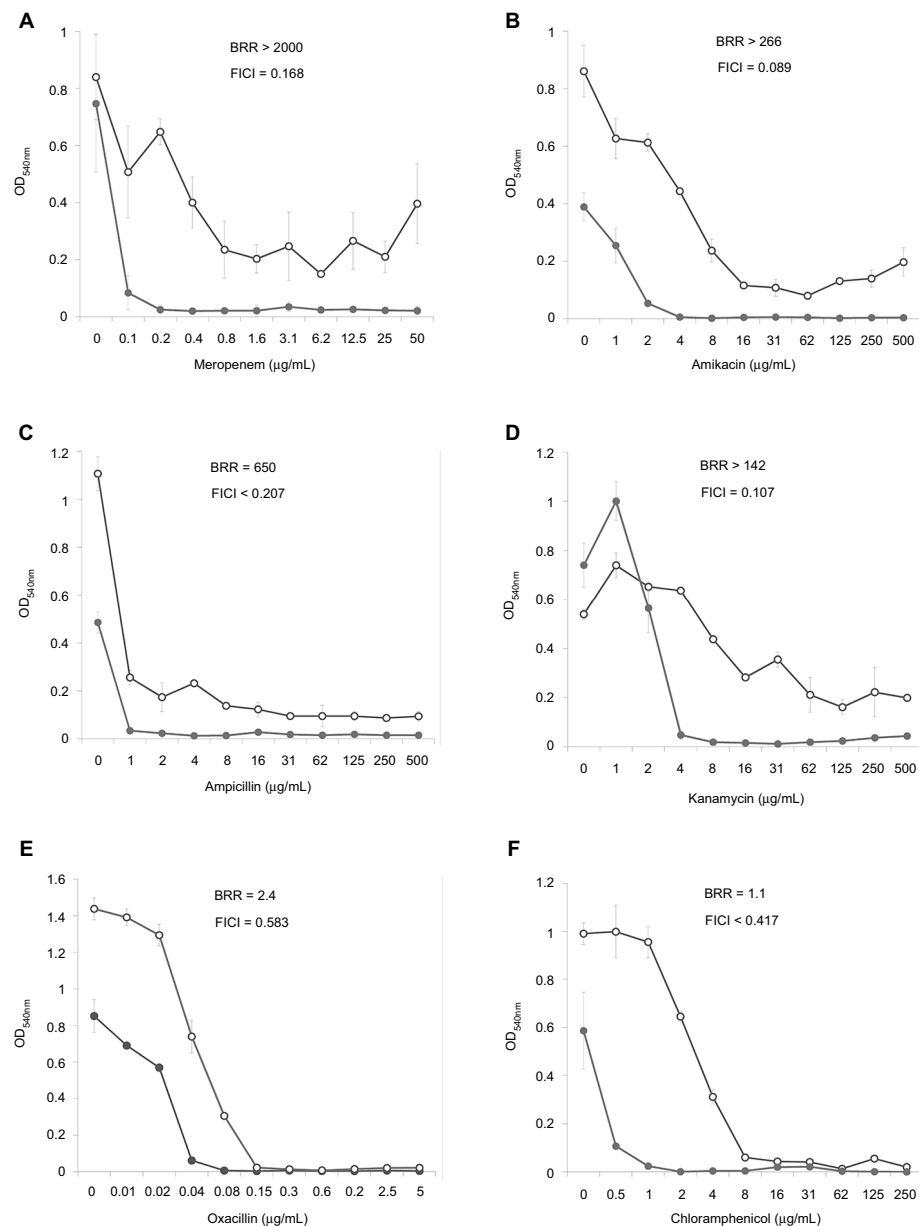 A
BRR > 2000
FICI = 0.168
1
0.8
0.6
0.4
0.2
0
OD540nm
0 0.1 0.2 0.4 0.8 1.6 3.1 6.2 12.5 25 50
Meropenem (µg/mL)
B
BRR > 266
FICI = 0.089
1
0.8
0.6
0.4
0.2
0
OD540nm
0 1 2 4 8 16 31 62 125 250 500
Amikacin (µg/mL)
C
BRR = 650
FICI < 0.207
1.2
1
0.8
0.6
0.4
0.2
0
OD540nm
0 1 2 4 8 16 31 62 125 250 500
Ampicillin (µg/mL)
D
BRR > 142
FICI = 0.107
1.2
1
0.8
0.6
0.4
0.2
0
OD540nm
0 1 2 4 8 16 31 62 125 250 500
Kanamycin (µg/mL)
E
BRR = 2.4
FICI = 0.583
1.6
1.4
1.2
1
0.8
0.6
0.4
0.2
0
OD540nm
0 0.01 0.02 0.04 0.08 0.15 0.3 0.6 0.2 2.5 5
Oxacillin (µg/mL)
F
BRR = 1.1
FICI < 0.417
1.2
1
0.8
0.6
0.4
0.2
0
OD540nm
0 0.5 1 2 4 8 16 31 62 125 250
Chloramphenicol (µg/mL)